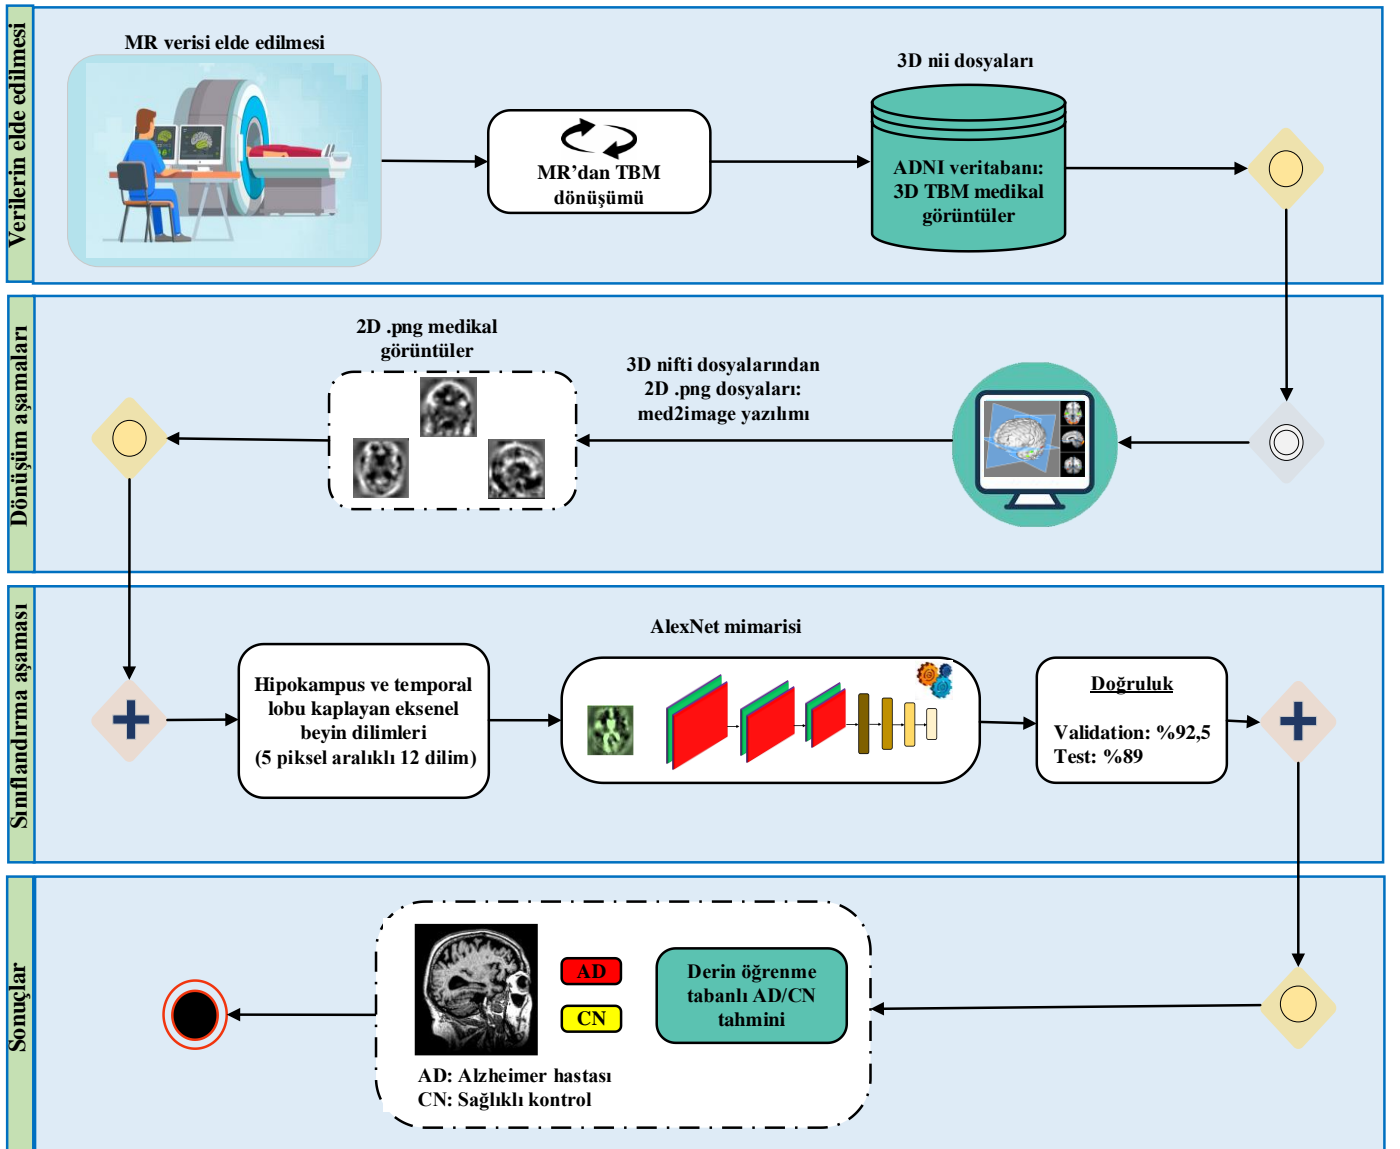 Verilerin elde edilmesi
MR verisi elde edilmesi
MR’dan TBM
dönüşümü
3D nii dosyaları
ADNI veritabanı:
3D TBM medikal
görüntüler
Dönüşüm aşamaları
2D .png medikal
görüntüler
3D nifti dosyalarından
2D .png dosyaları:
med2image yazılımı
Sınıflandırma aşaması
Hipokampus ve temporal
lobu kaplayan eksenel
beyin dilimleri
(5 piksel aralıklı 12 dilim)
AlexNet mimarisi
Doğruluk
Validation: %92,5
Test: %89
Sonuçlar
AD
CN
Derin öğrenme
tabanlı AD/CN
tahmini
AD: Alzheimer hastası
CN: Sağlıklı kontrol